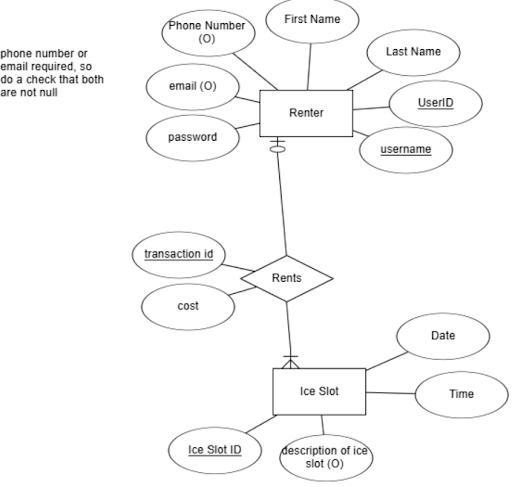 phone number or
email required, so
do a check that both
are not null
Phone Number
(O)
First Name
Last Name
email (O)
UserID
Renter
password
username
transaction id
Rents
cost
Date
Time
Ice Slot
Ice Slot ID
description of ice
slot (O)